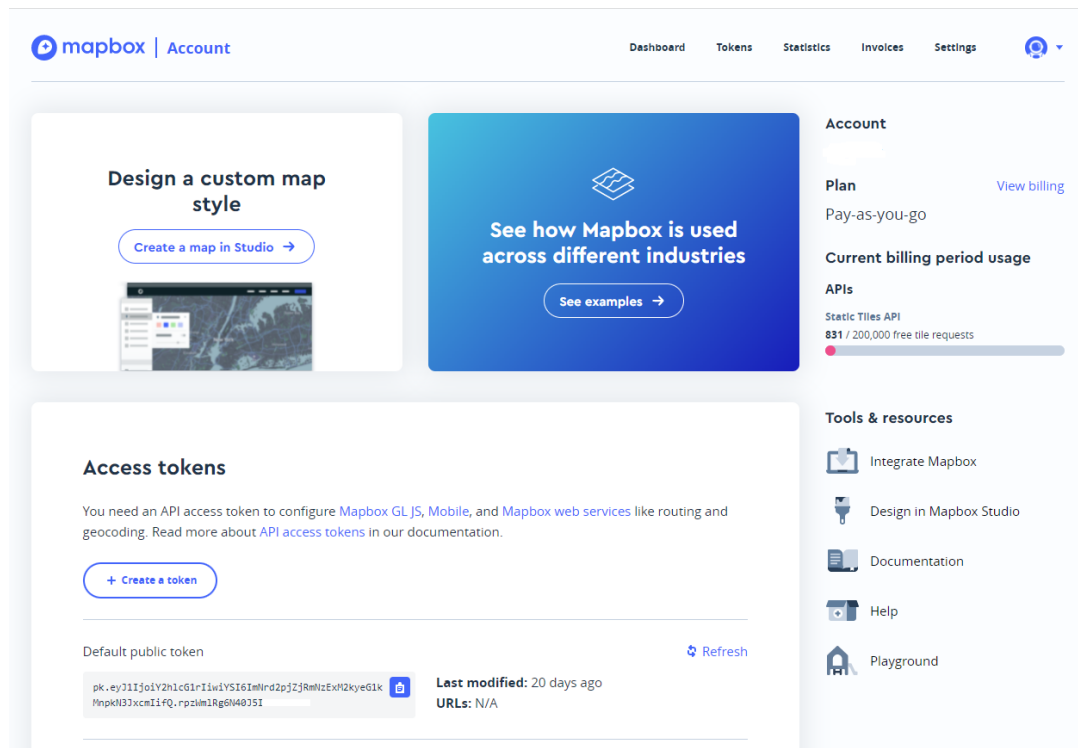 mapbox | Account
Dashboard Tokens Statistics Invoices Settings
Design a custom map
style
Create a map in Studio →
See how Mapbox is used
across different industries
See examples →
Account
Plan View billing
Pay-as-you-go
Current billing period usage
APIs
Static Tiles API
831 / 200,000 free tile requests
Access tokens
You need an API access token to configure Mapbox GL JS, Mobile, and Mapbox web services like routing and
geocoding. Read more about API access tokens in our documentation.
+ Create a token
Default public token Refresh
pk.eyJ1IjoiY2hlcG1rIiwiYSI6ImNrd2pjZjRmNzExM2kyeG1k
MnpkN3JxcmIifQ.rpzWmlRg6N40J5I
Last modified: 20 days ago
URLs: N/A
Tools & resources
Integrate Mapbox
Design in Mapbox Studio
Documentation
Help
Playground